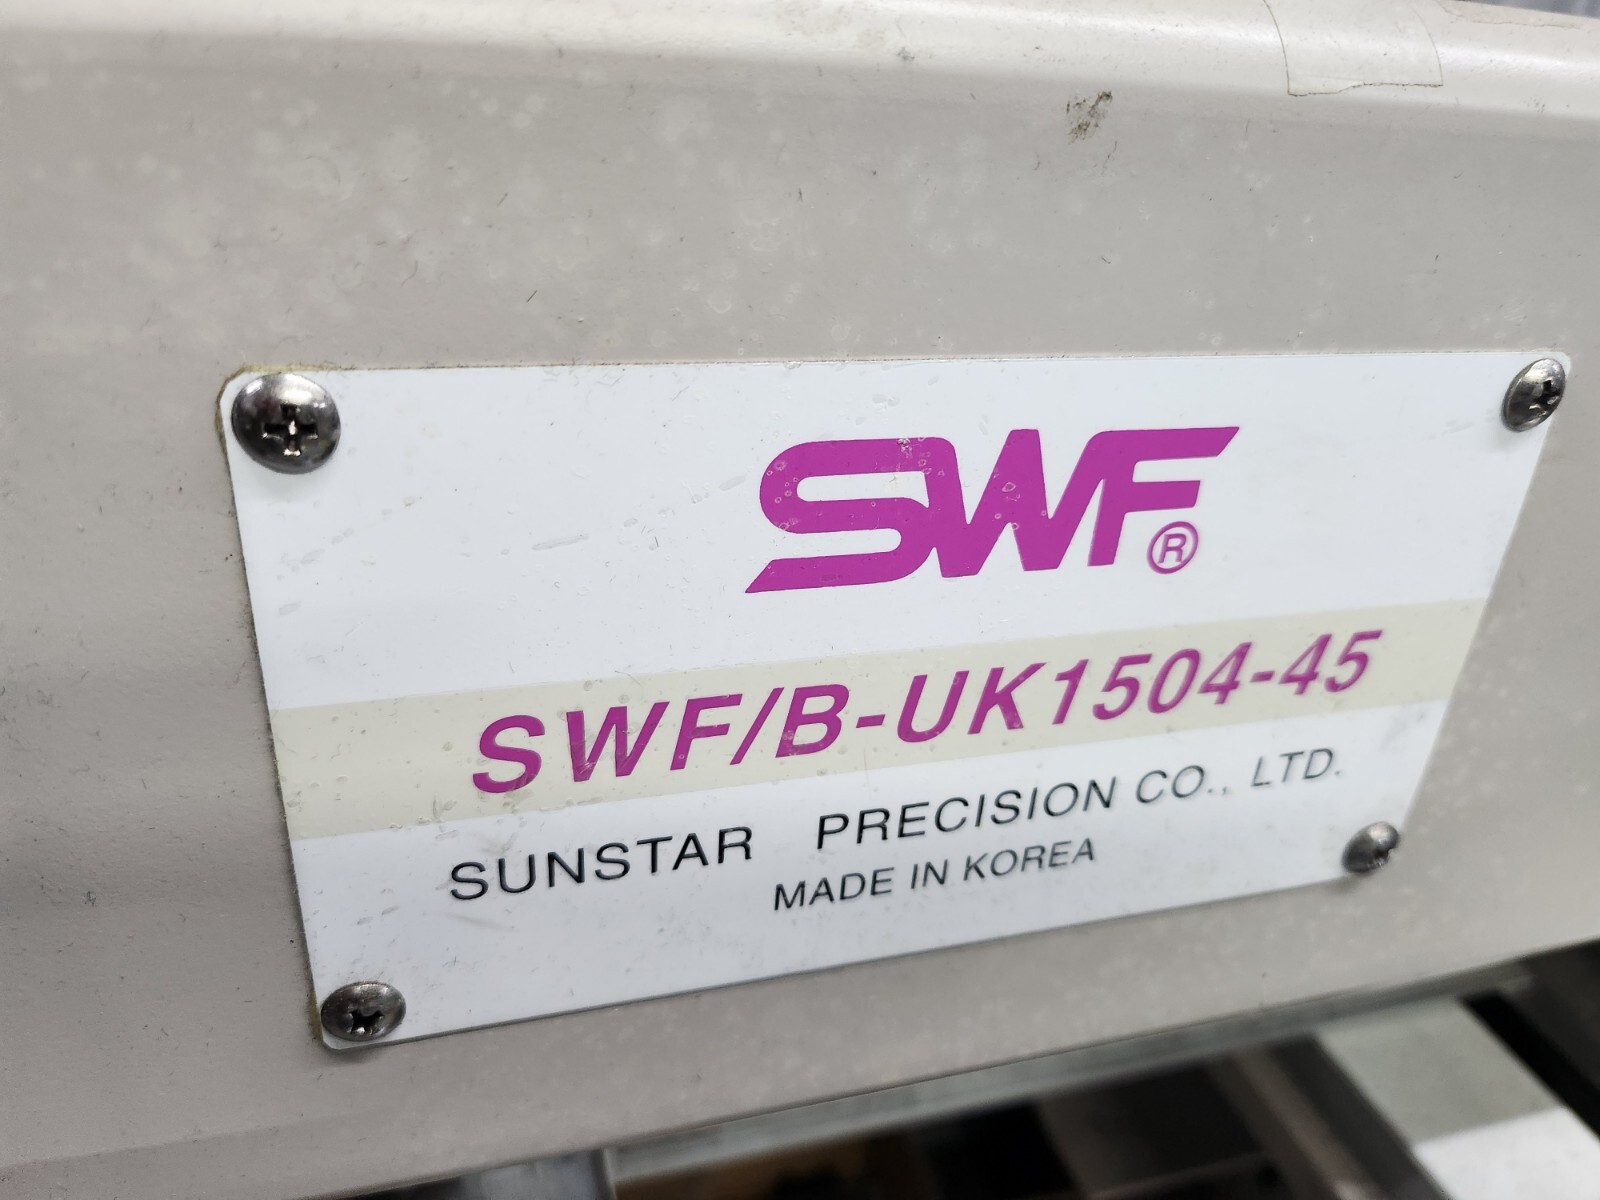 SWF®
SWF/B-UK1504-45
SUNSTAR PRECISION CO., LTD.
MADE IN KOREA